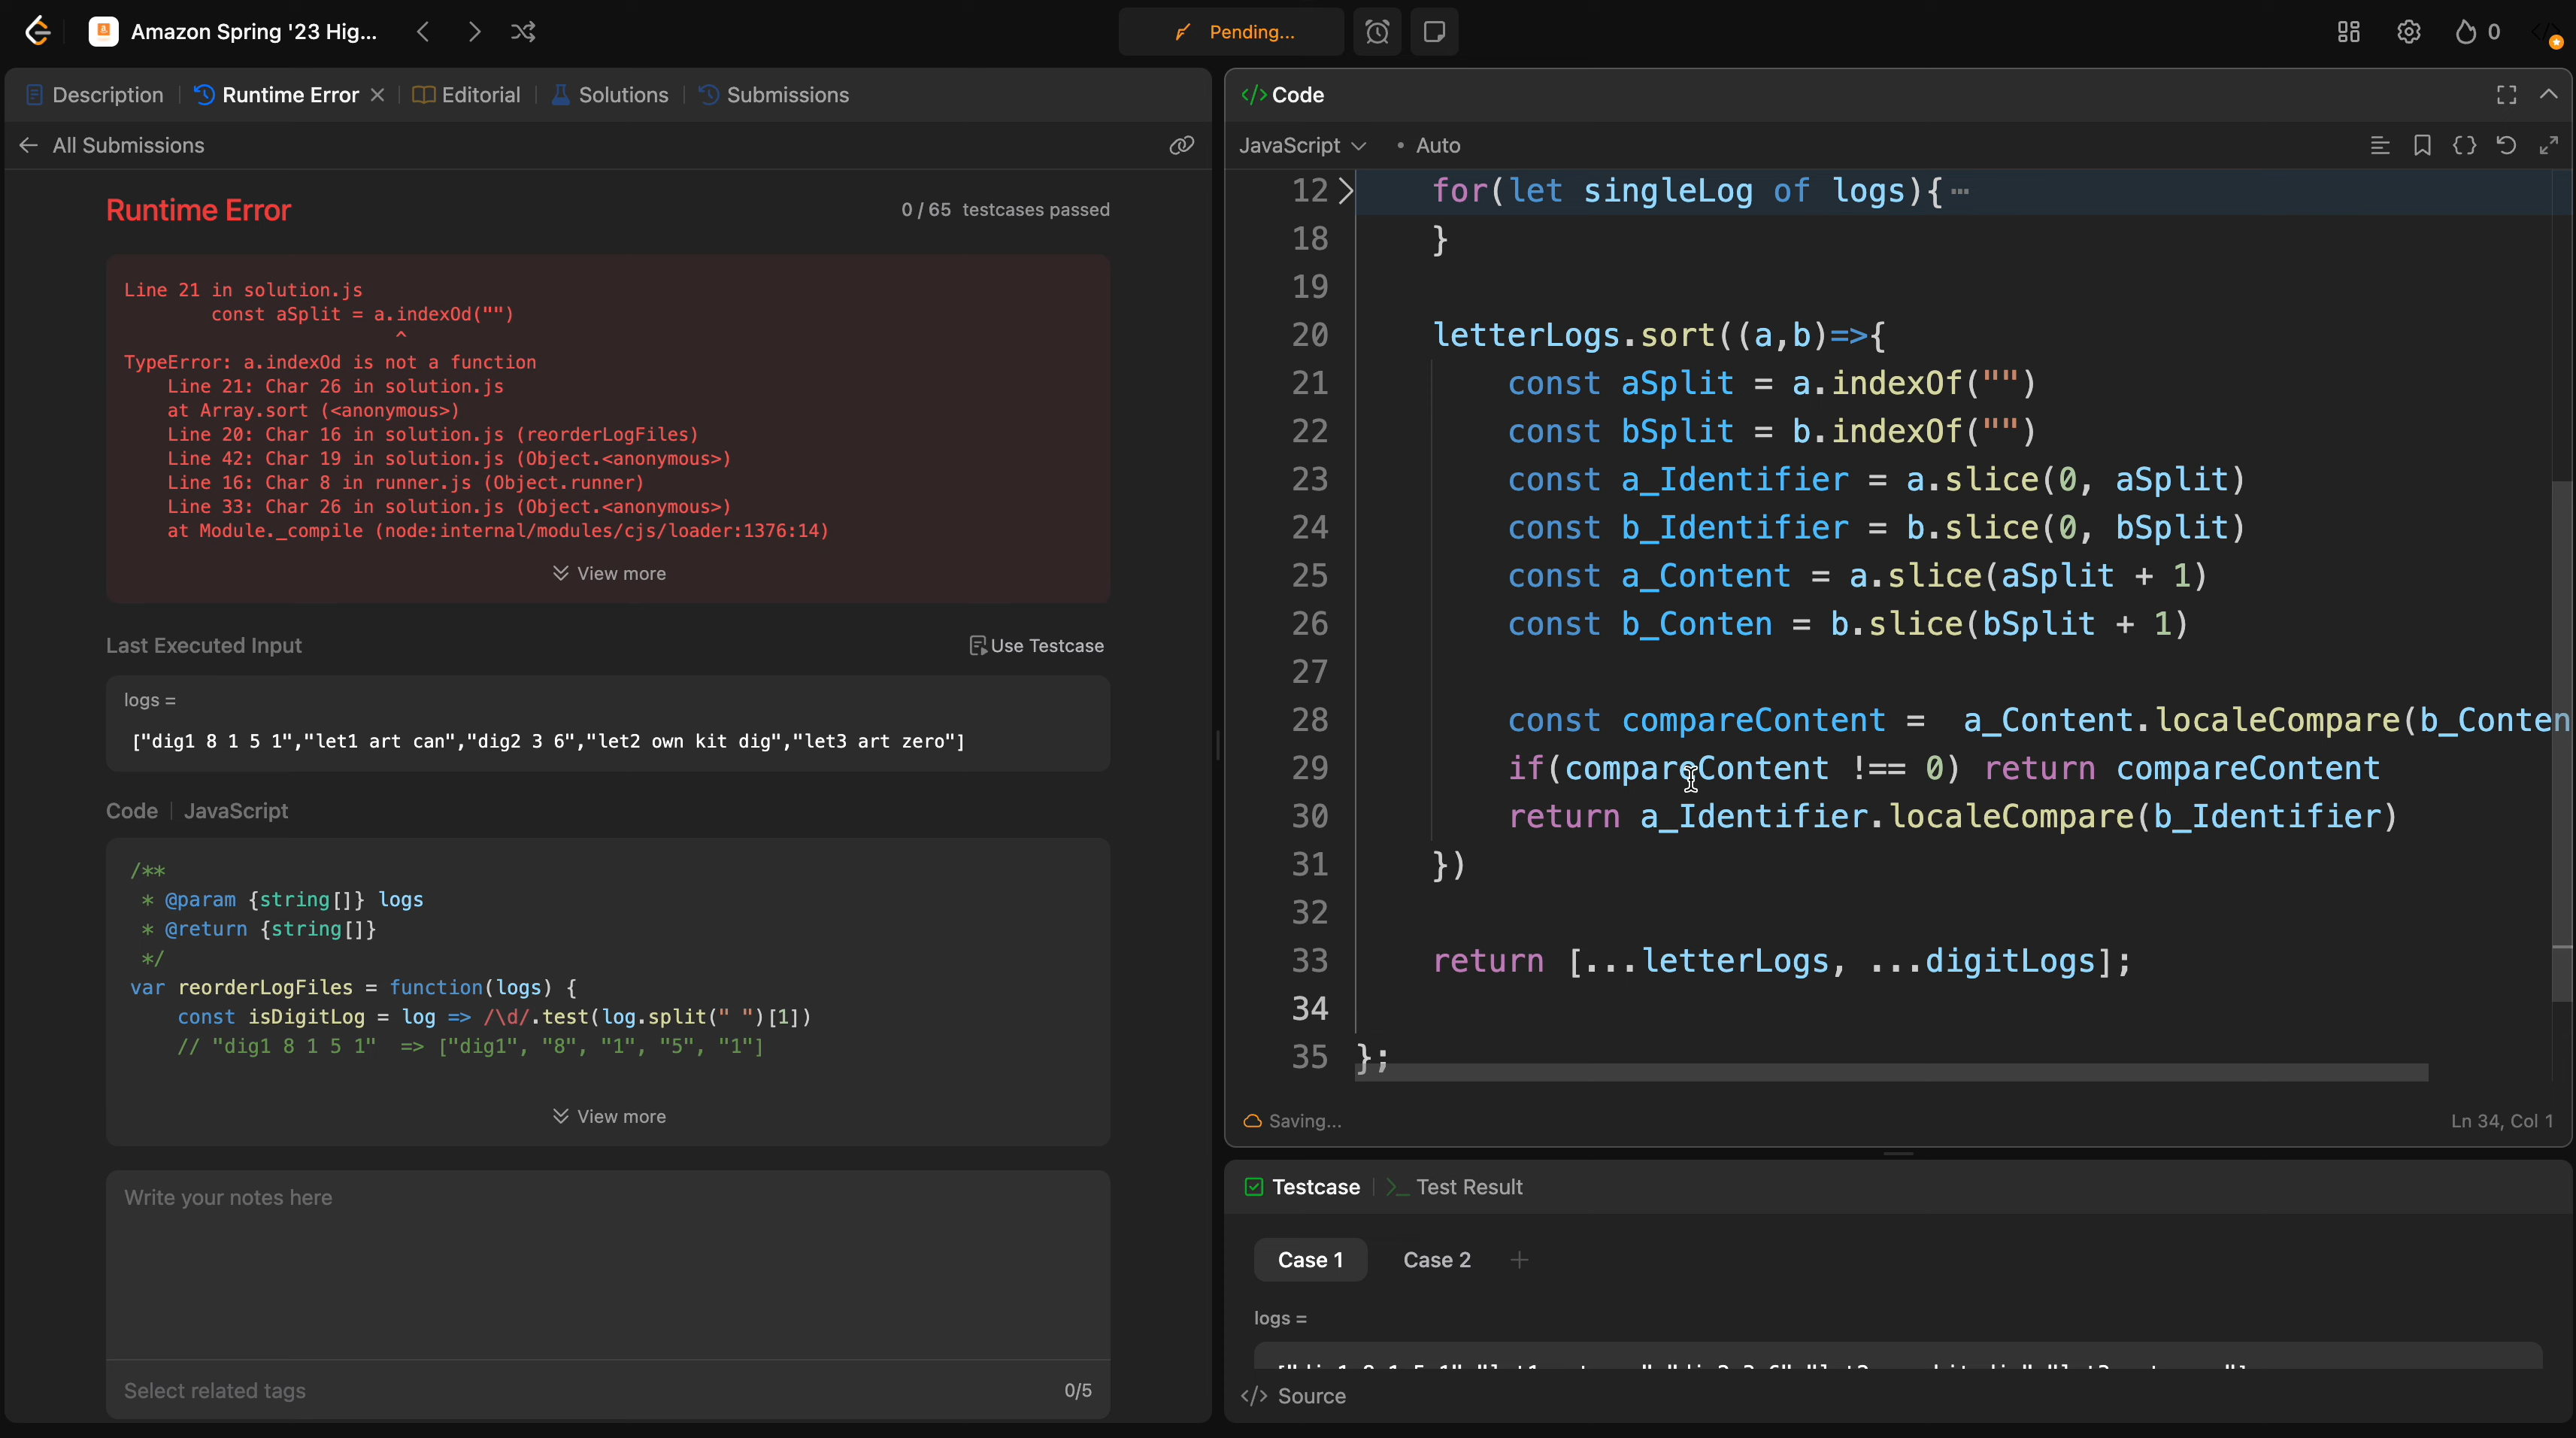 Amazon Spring '23 Hig...
Pending...
0
Description
Runtime Error
Editorial
Solutions
Submissions
All Submissions
Runtime Error
0 / 65 testcases passed
Line 21 in solution.js
const aSplit = a.indexOd("")
^
TypeError: a.indexOd is not a function
Line 21: Char 26 in solution.js
at Array.sort (<anonymous>)
Line 20: Char 16 in solution.js (reorderLogFiles)
Line 42: Char 19 in solution.js (Object.<anonymous>)
Line 16: Char 8 in runner.js (Object.runner)
Line 33: Char 26 in solution.js (Object.<anonymous>)
at Module._compile (node:internal/modules/cjs/loader:1376:14)
View more
Last Executed Input
Use Testcase
logs =
["dig1 8 1 5 1","let1 art can","dig2 3 6","let2 own kit dig","let3 art zero"]
Code | JavaScript
/**
* @param {string[]} logs
* @return {string[]}
*/
var reorderLogFiles = function(logs) {
const isDigitLog = log => /\d/.test(log.split(" ")[1])
// "dig1 8 1 5 1" => ["dig1", "8", "1", "5", "1"]
View more
Write your notes here
Select related tags
0/5
</> Code
JavaScript
• Auto
12 for(let singleLog of logs){ ⋯
18 }
19
20 letterLogs.sort((a,b)=>{
21 const aSplit = a.indexOf("")
22 const bSplit = b.indexOf("")
23 const a_Identifier = a.slice(0, aSplit)
24 const b_Identifier = b.slice(0, bSplit)
25 const a_Content = a.slice(aSplit + 1)
26 const b_Conten = b.slice(bSplit + 1)
27
28 const compareContent =  a_Content.localeCompare(b_Conten
29 if(compareContent !== 0) return compareContent
30 return a_Identifier.localeCompare(b_Identifier)
31 })
32
33 return [...letterLogs, ...digitLogs];
34
35 };
Saving...
Ln 34, Col 1
Testcase
Test Result
Case 1
Case 2
+
logs =
</> Source